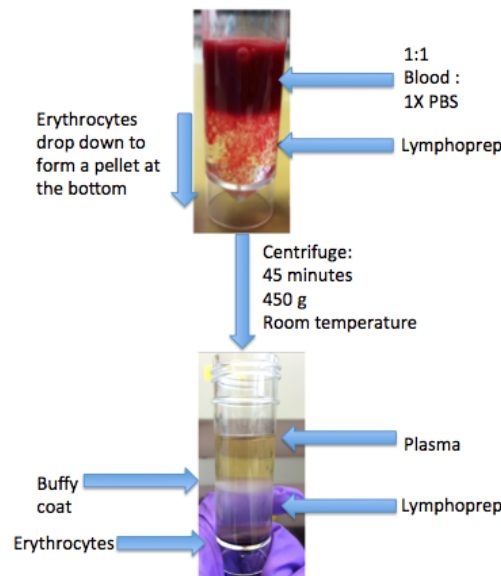 1:1
Blood :
1X PBS
Erythrocytes
drop down to
form a pellet at
the bottom
Lymphoprep
Centrifuge:
45 minutes
450 g
Room temperature
Plasma
Buffy
coat
Lymphoprep
Erythrocytes